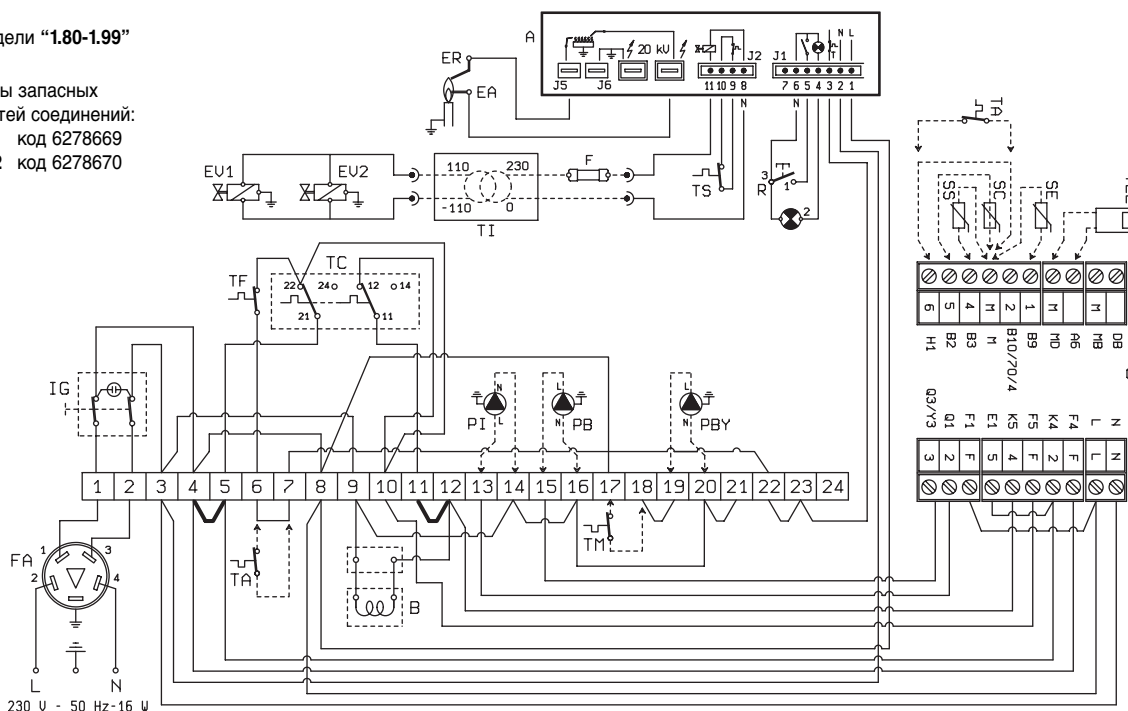 дели “1.80-1.99”
ы запасных
тей соединений:
код 6278669
2 код 6278670
A
ER
EA
J5
J6
20 kV
J2
J1
N L
11 10 9 8
7 6 5 4 3 2 1
N
N
EV1
EV2
110 230
-110 0
TI
F
TS
3
R
1
2
TA
SS
SC
SE
TF
TC
22 24 12 14
21 11
IG
N
L
PI
L
N
PB
L
N
PBY
6 5 4 M 2 1 M M
H1 B2 B3 M B10/70/4 B9 MD A6 MB DB
Q3/Y3 Q1 F1 E1 K5 F5 K4 F4 L N
3 2 F 5 4 F 2 F L N
1 2 3 4 5 6 7 8 9 10 11 12 13 14 15 16 17 18 19 20 21 22 23 24
FA
1 3
2 4
TA
B
TM
L N
230 V - 50 Hz-16 W